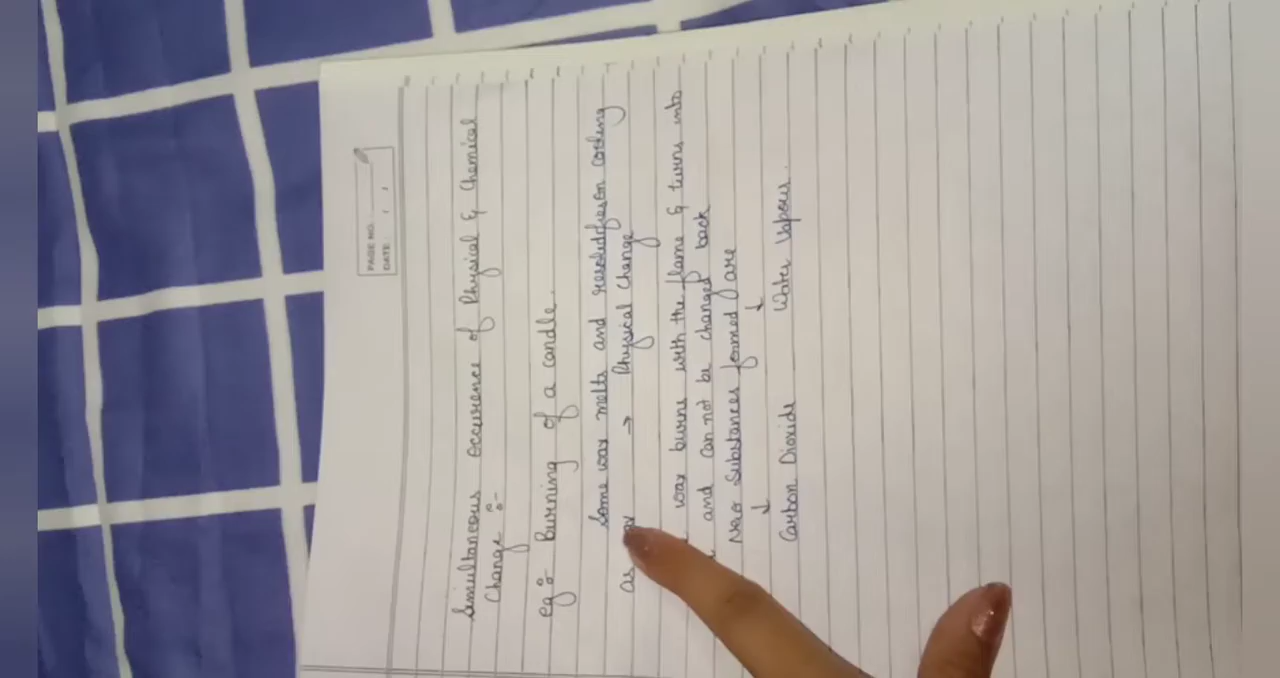 PAGE NO.
DATE:
Simultaneous occurence of Physical & Chemical
Change :-
eg :- Burning of a candle.
Some wax melts and resolidifies on cooling
as → Physical Change
wax burns with the flame & turns into
and can not be changed back
New Substances formed are
↓ ↓
Carbon Dioxide Water Vapour.